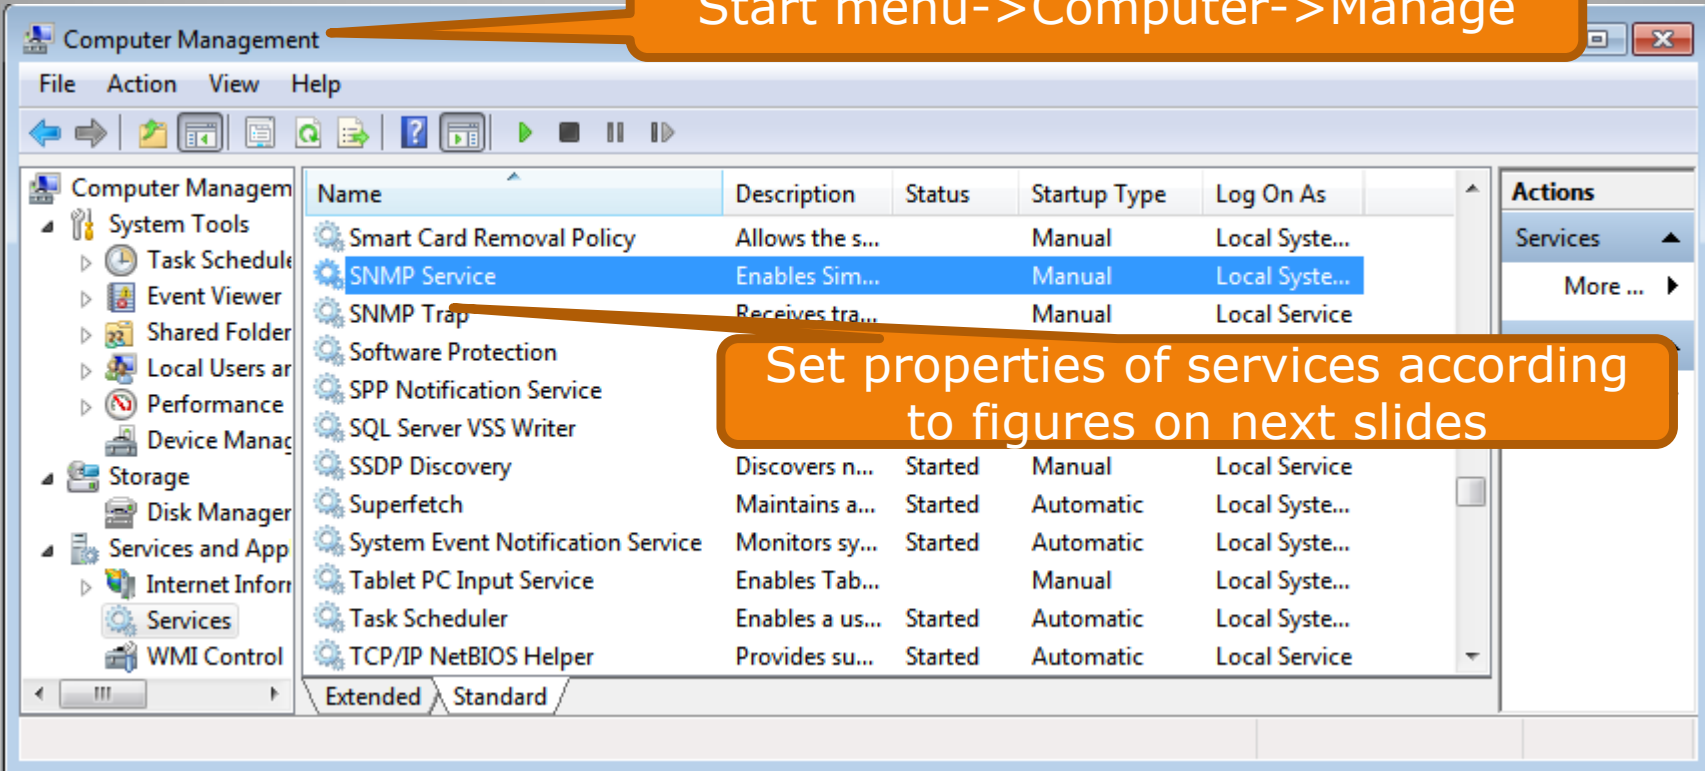 Start menu->Computer->Manage
Computer Management
File Action View Help
Computer Managem
System Tools
Task Schedule
Event Viewer
Shared Folder
Local Users ar
Performance
Device Manag
Storage
Disk Manager
Services and App
Internet Inforr
Services
WMI Control
Name Description Status Startup Type Log On As
Smart Card Removal Policy Allows the s... Manual Local Syste...
SNMP Service Enables Sim... Manual Local Syste...
SNMP Trap Receives tra... Manual Local Service
Software Protection
SPP Notification Service
SQL Server VSS Writer
SSDP Discovery Discovers n... Started Manual Local Service
Superfetch Maintains a... Started Automatic Local Syste...
System Event Notification Service Monitors sy... Started Automatic Local Syste...
Tablet PC Input Service Enables Tab... Manual Local Syste...
Task Scheduler Enables a us... Started Automatic Local Syste...
TCP/IP NetBIOS Helper Provides su... Started Automatic Local Service
Extended Standard
Actions
Services
More ...
Set properties of services according
to figures on next slides